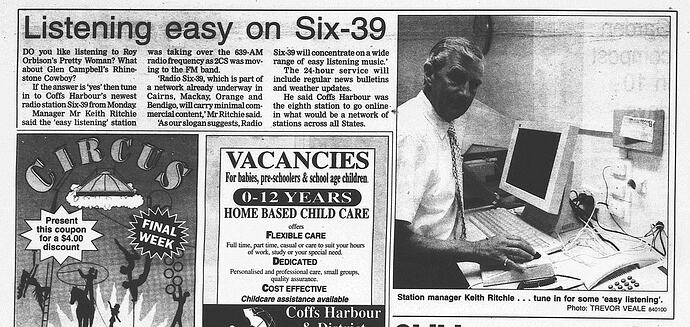 Listening easy on Six-39
DO you like listening to Roy
Orbison's Pretty Woman? What
about Glen Campbell's Rhine-
stone Cowboy?
If the answer is 'yes' then tune
in to Coffs Harbour's newest
radio station Six-39 from Monday.
Manager Mr Keith Ritchie
said the 'easy listening' station
was taking over the 639-AM
radio frequency as 2CS was mov-
ing to the FM band.
'Radio Six-39, which is part of
a network already underway in
Cairns, Mackay, Orange and
Bendigo, will carry minimal com-
mercial content,' Mr Ritchie said.
'As our slogan suggests, Radio
Six-39 will concentrate on a wide
range of easy listening music.'
The 24-hour service will
include regular news bulletins
and weather updates.
He said Coffs Harbour was
the eighth station to go online
in what would be a network of
stations across all States.
Station manager Keith Ritchie . . . tune in for some 'easy listening'.
Photo: TREVOR VEALE 840100
CIRCUS
Present
this coupon
for a $4.00
discount
FINAL
WEEK
VACANCIES
For babies, pre-schoolers & school age children.
0-12 YEARS
HOME BASED CHILD CARE
offers
FLEXIBLE CARE
Full time, part time, casual or care to suit your hours
of work, study or your special need.
DEDICATED
Personalised and professional care, small groups,
quality assurance.
COST EFFECTIVE
Childcare assistance available
Coffs Harbour
& District